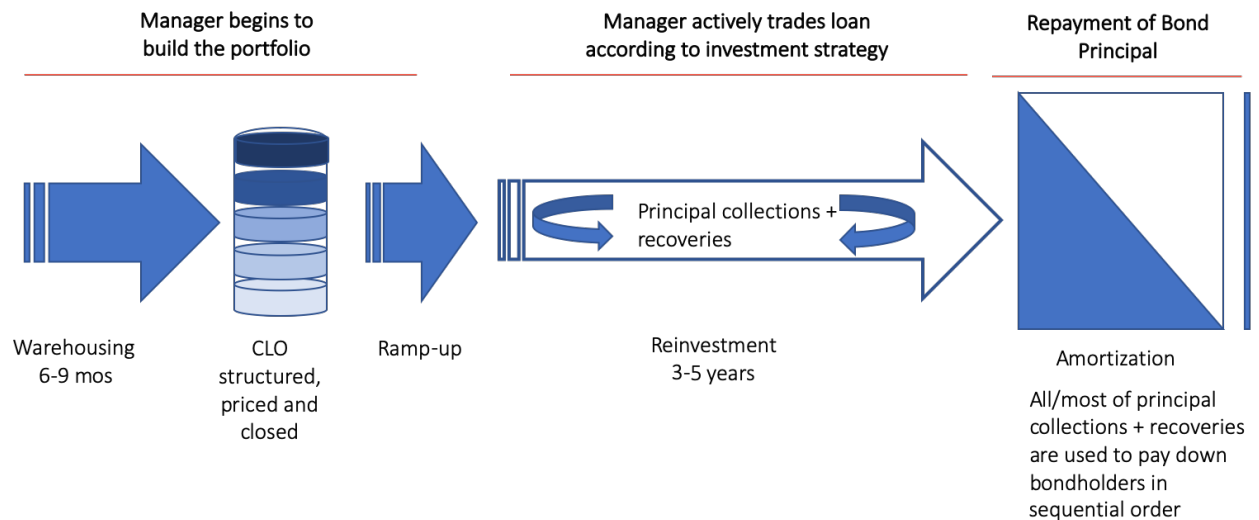 Manager begins to
build the portfolio
Manager actively trades loan
according to investment strategy
Repayment of Bond
Principal
Principal collections +
recoveries
Warehousing
6-9 mos
CLO
structured,
priced and
closed
Ramp-up
Reinvestment
3-5 years
Amortization
All/most of principal
collections + recoveries
are used to pay down
bondholders in
sequential order